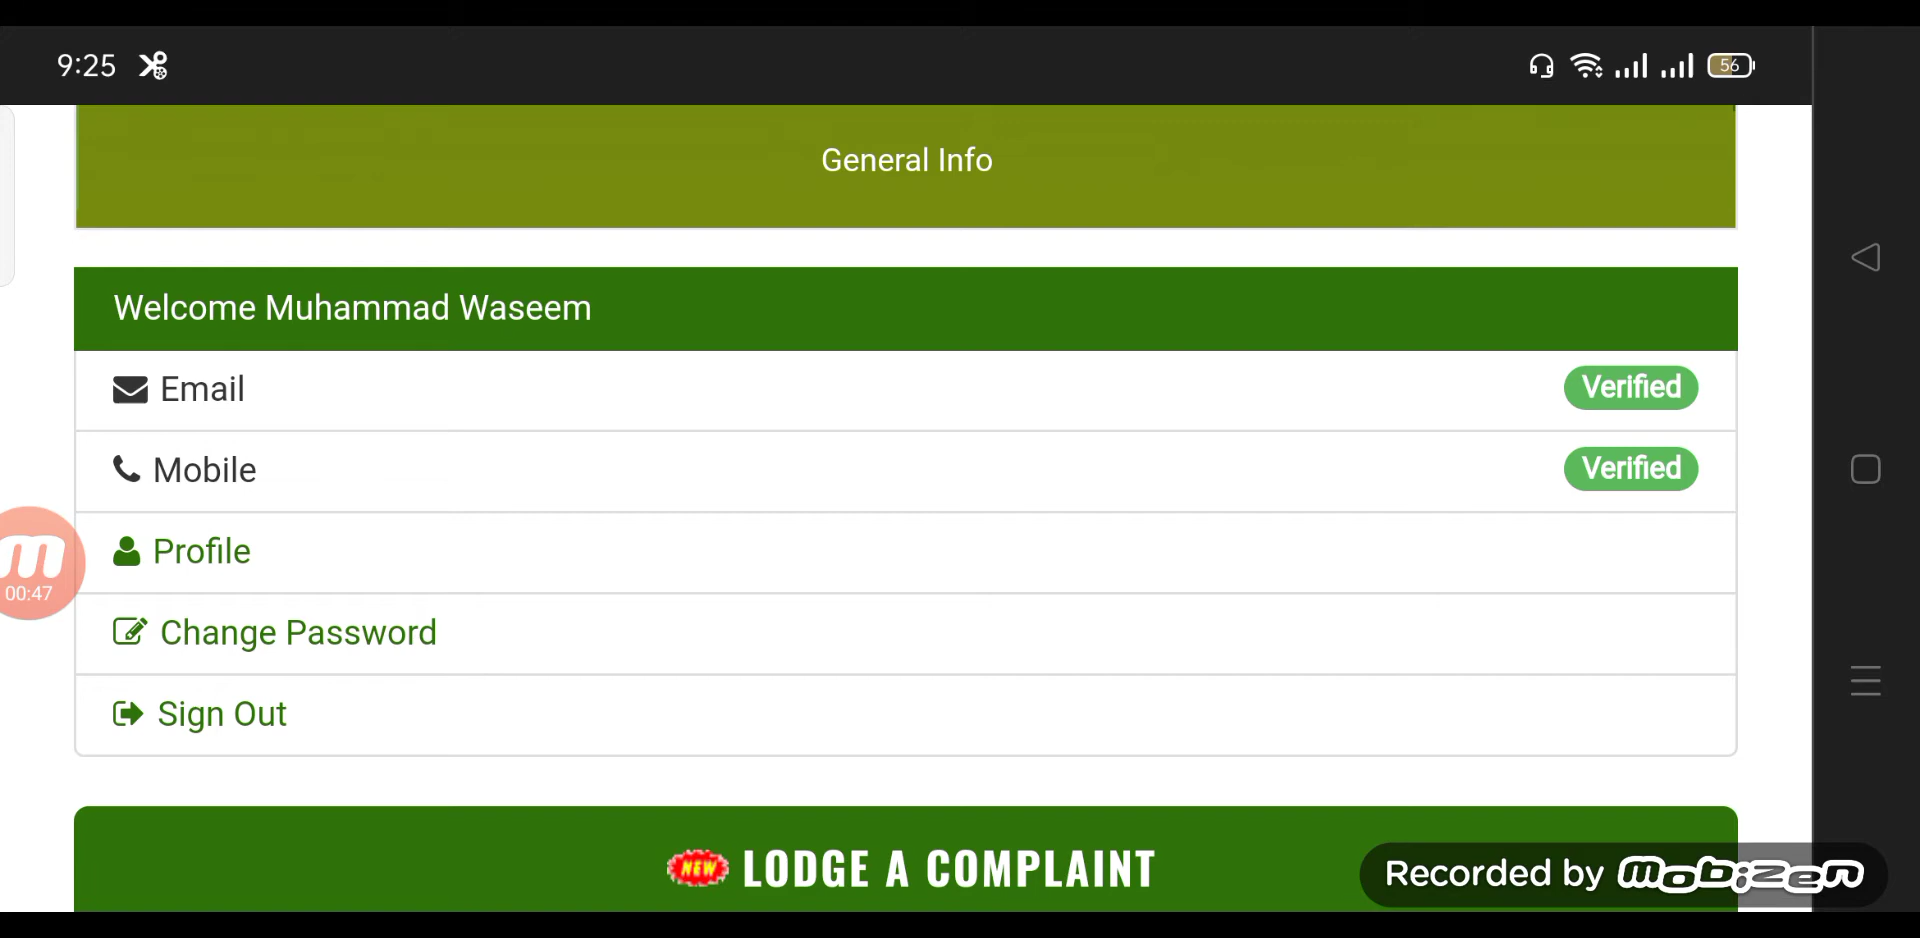 9:25
56
General Info
Welcome Muhammad Waseem
Email Verified
Mobile Verified
Profile
00:47
Change Password
Sign Out
NEW LODGE A COMPLAINT
Recorded by mobizen